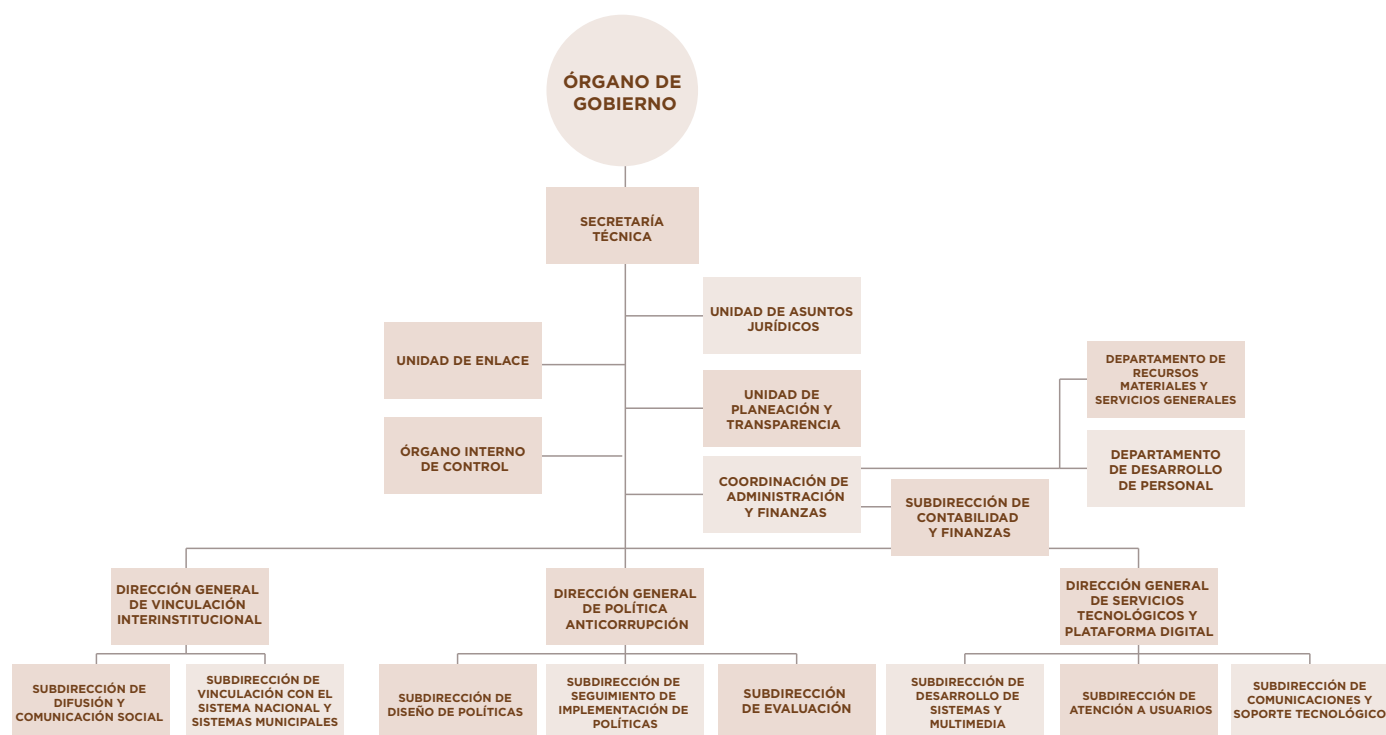 ÓRGANO DE
GOBIERNO
SECRETARÍA
TÉCNICA
UNIDAD DE ASUNTOS
JURÍDICOS
UNIDAD DE ENLACE
UNIDAD DE
PLANEACIÓN Y
TRANSPARENCIA
ÓRGANO INTERNO
DE CONTROL
COORDINACIÓN DE
ADMINISTRACIÓN
Y FINANZAS
DEPARTAMENTO DE
RECURSOS
MATERIALES Y
SERVICIOS GENERALES
DEPARTAMENTO
DE DESARROLLO
DE PERSONAL
SUBDIRECCIÓN DE
CONTABILIDAD
Y FINANZAS
DIRECCIÓN GENERAL
DE VINCULACIÓN
INTERINSTITUCIONAL
DIRECCIÓN GENERAL
DE POLÍTICA
ANTICORRUPCIÓN
DIRECCIÓN GENERAL
DE SERVICIOS
TECNOLÓGICOS Y
PLATAFORMA DIGITAL
SUBDIRECCIÓN DE
DIFUSIÓN Y
COMUNICACIÓN SOCIAL
SUBDIRECCIÓN DE
VINCULACIÓN CON EL
SISTEMA NACIONAL Y
SISTEMAS MUNICIPALES
SUBDIRECCIÓN DE
DISEÑO DE POLÍTICAS
SUBDIRECCIÓN DE
SEGUIMIENTO DE
IMPLEMENTACIÓN DE
POLÍTICAS
SUBDIRECCIÓN
DE EVALUACIÓN
SUBDIRECCIÓN DE
DESARROLLO DE
SISTEMAS Y
MULTIMEDIA
SUBDIRECCIÓN DE
ATENCIÓN A USUARIOS
SUBDIRECCIÓN DE
COMUNICACIONES Y
SOPORTE TECNOLÓGICO